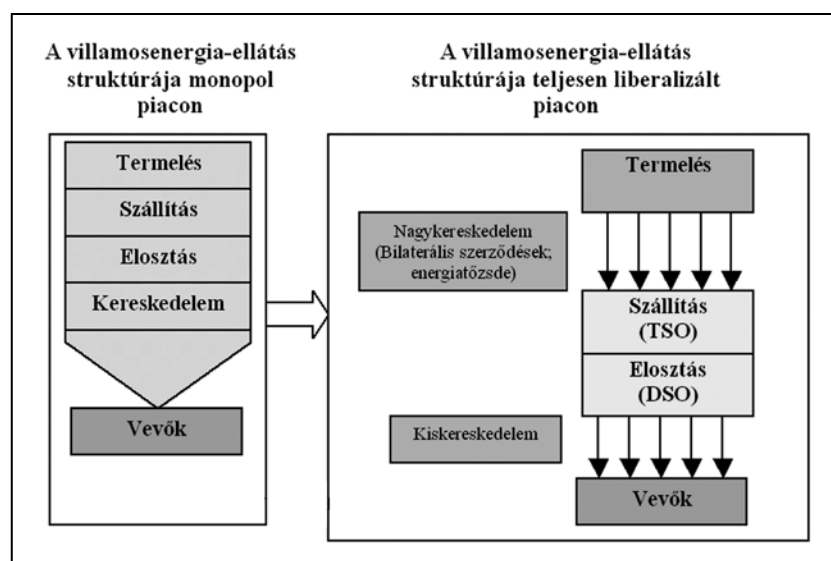 A villamosenergia-ellátás
struktúrája monopol
piacon
Termelés
Szállítás
Elosztás
Kereskedelem
Vevők
A villamosenergia-ellátás
struktúrája teljesen liberalizált
piacon
Termelés
Nagykereskedelem
(Bilaterális szerződések;
energiatőzsde)
Szállítás
(TSO)
Elosztás
(DSO)
Kiskereskedelem
Vevők